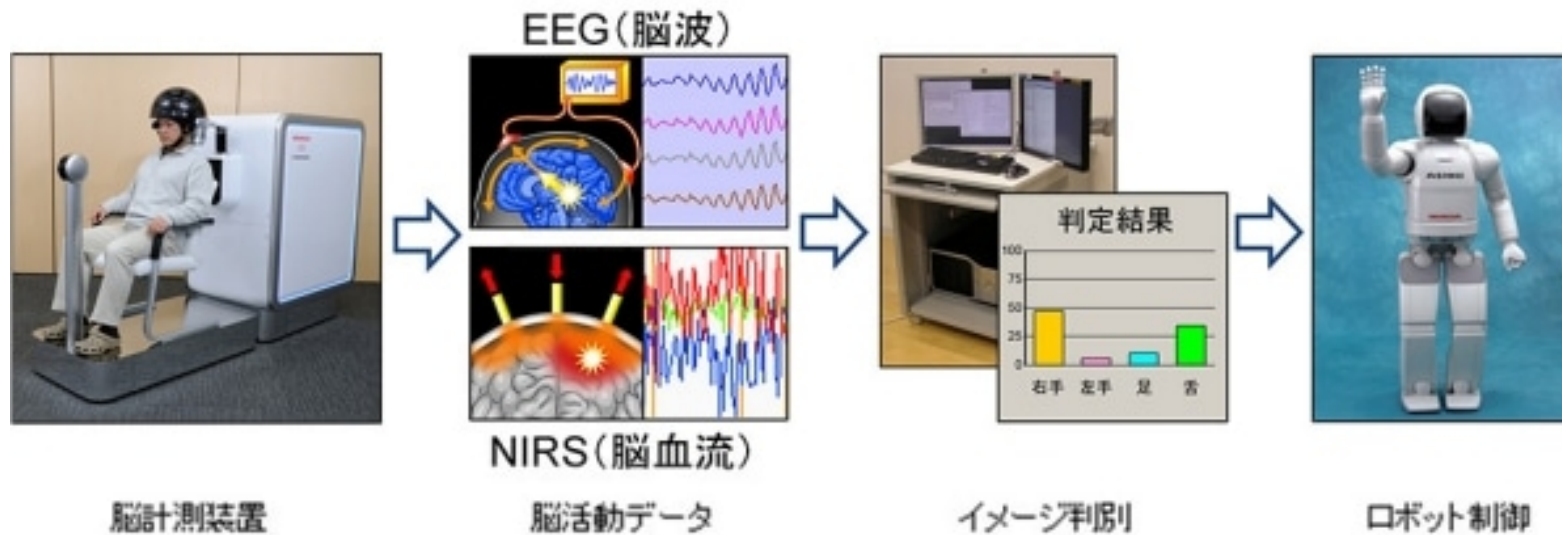 EEG(脳波)
判定結果
100
75
50
25
0
右手 左手 足 舌
NIRS(脳血流)
脳計測装置 脳活動データ イメージ判別 ロボット制御